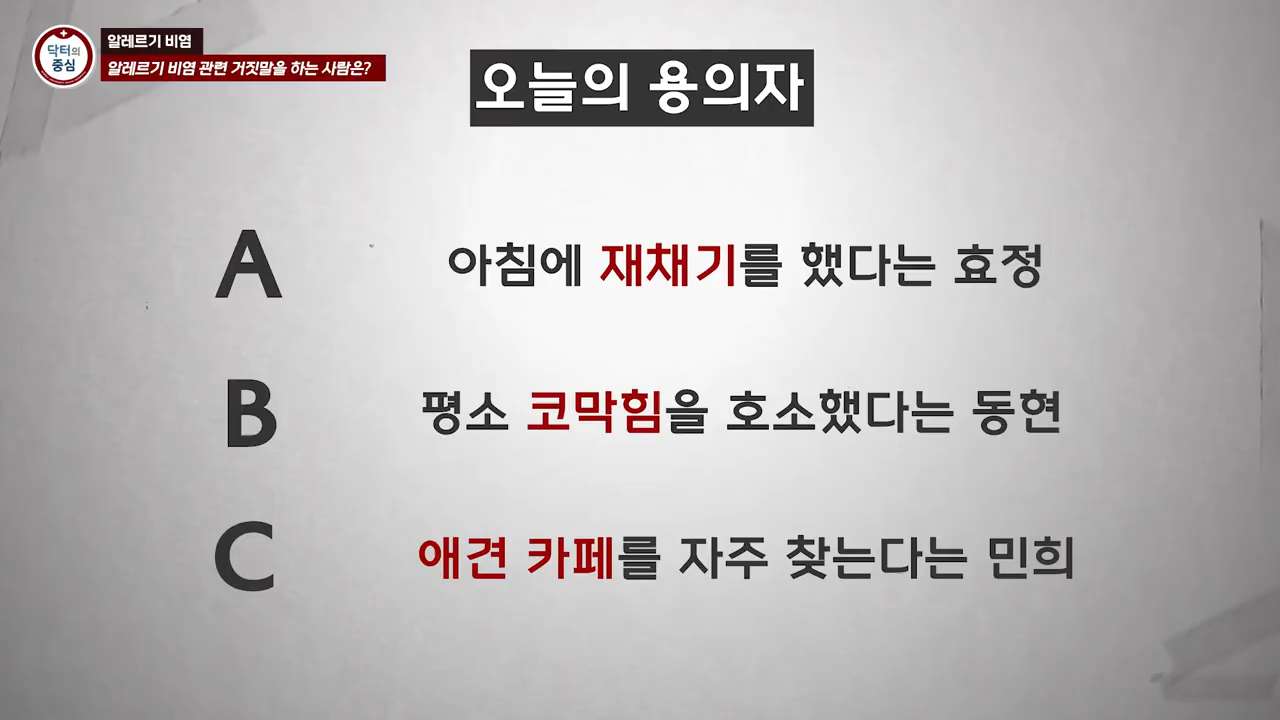 닥터의
중심
알레르기 비염
알레르기 비염 관련 거짓말을 하는 사람은?
오늘의 용의자
A 아침에 재채기를 했다는 효정
B 평소 코막힘을 호소했다는 동현
C 애견 카페를 자주 찾는다는 민희